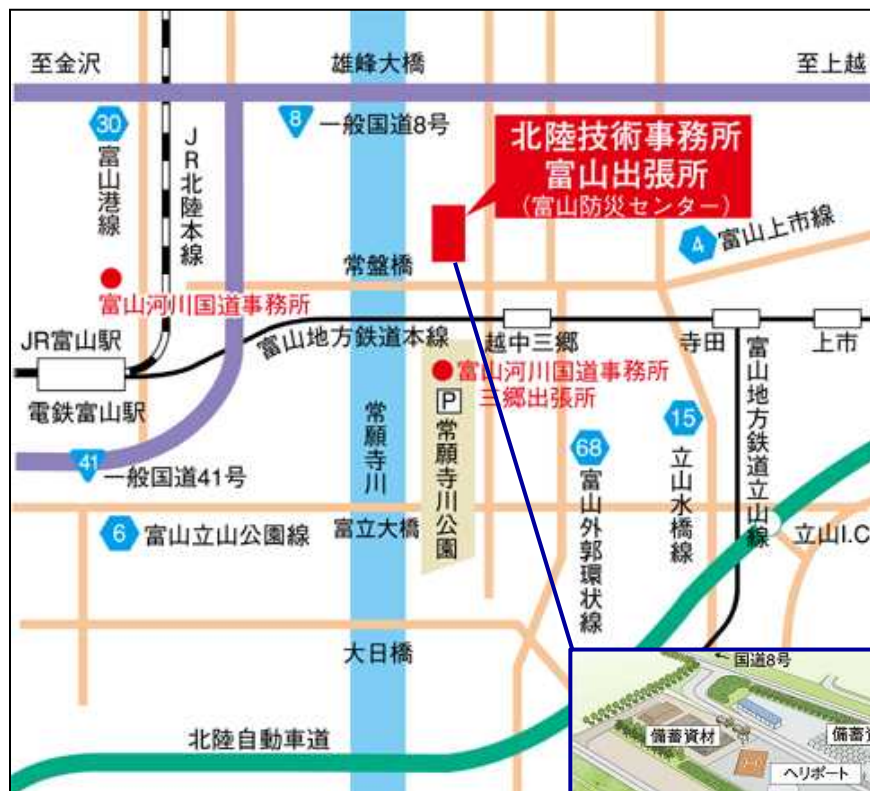 至金沢
雄峰大橋
至上越
30
富山港線
JR北陸本線
8
一般国道8号
北陸技術事務所
富山出張所
(富山防災センター)
4
富山上市線
常盤橋
富山河川国道事務所
JR富山駅
富山地方鉄道本線
越中三郷
寺田
上市
富山地方鉄道立山線
電鉄富山駅
富山河川国道事務所
三郷出張所
P
常願寺川公園
常願寺川
41
一般国道41号
68
富山外郭環状線
15
立山水橋線
6
富山立山公園線
富立大橋
立山I.C
大日橋
北陸自動車道
←国道8号
備蓄資材
備蓄資
ヘリポート